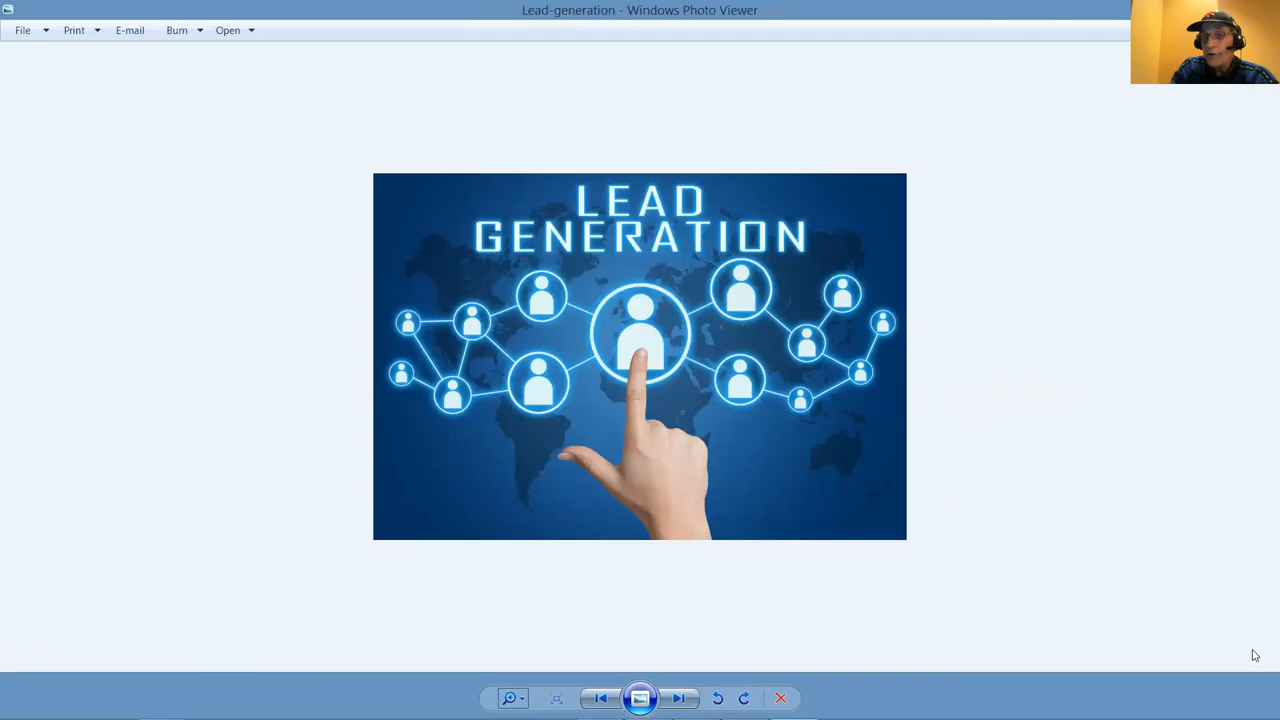 Lead-generation - Windows Photo Viewer
File Print E-mail Burn Open
LEAD
GENERATION